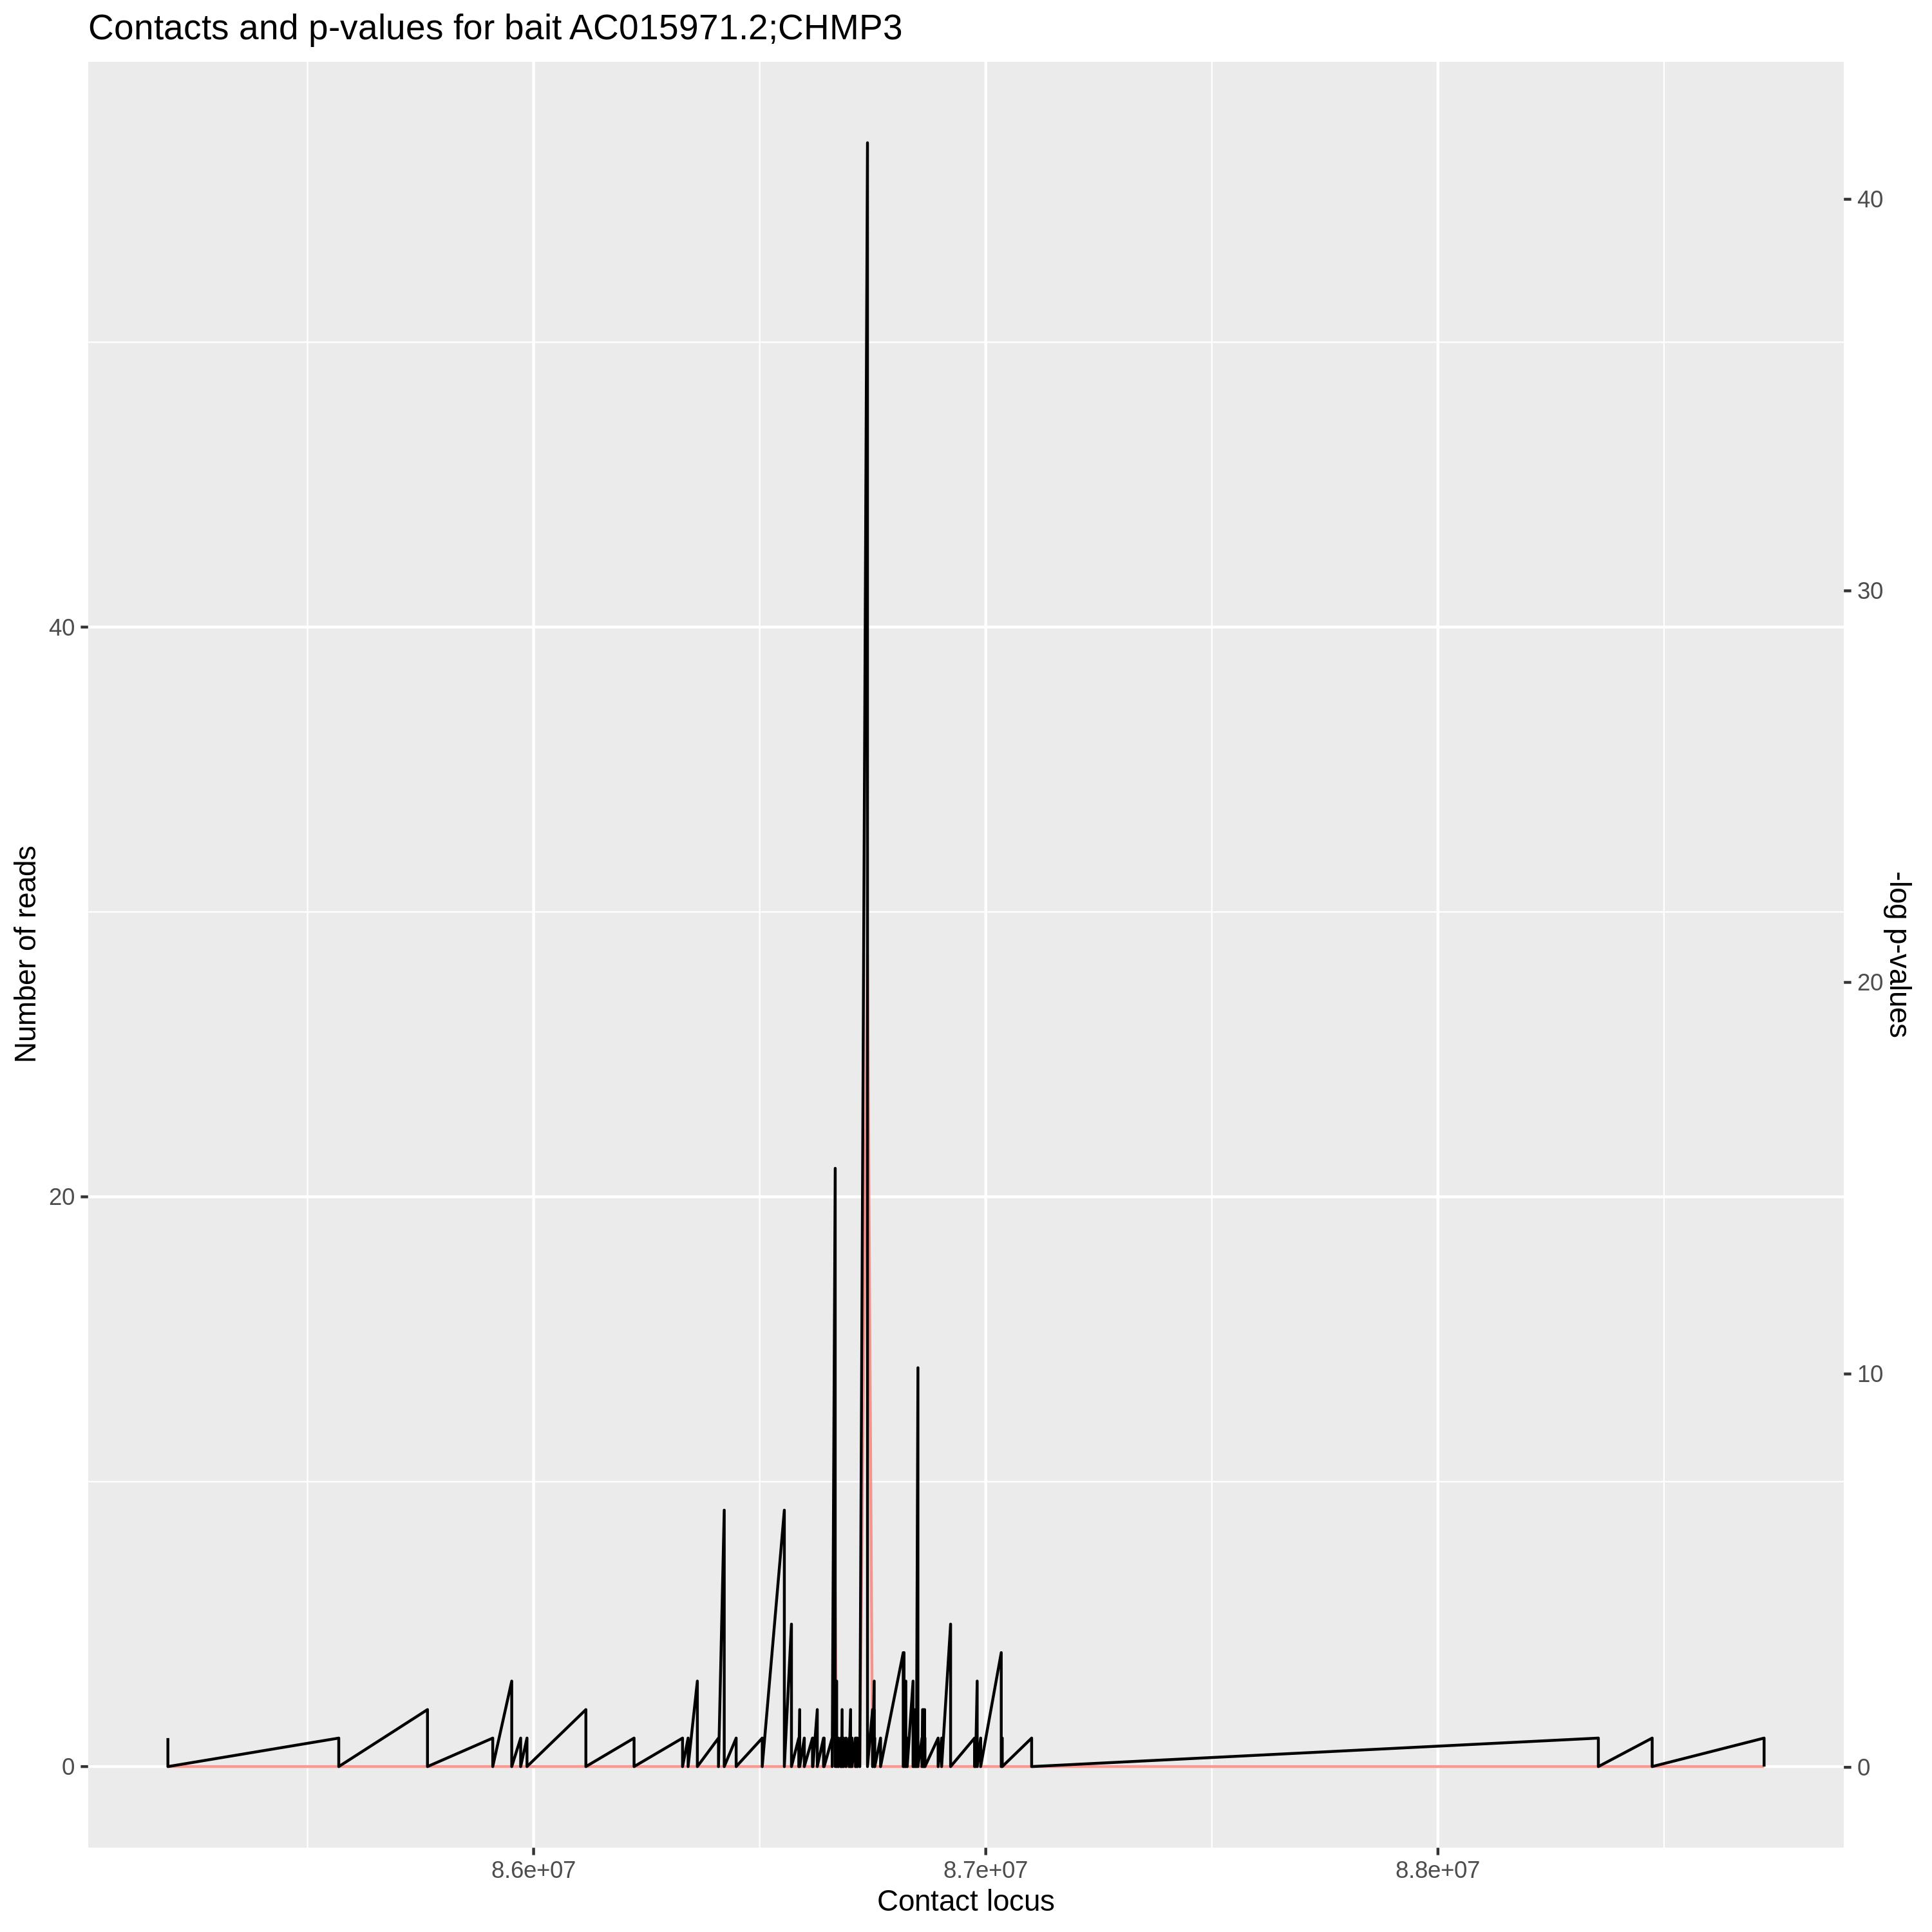 Contacts and p-values for bait AC015971.2;CHMP3
Number of reads
40
20
0
40
30
20
10
0
-log p-values
8.6e+07
8.7e+07
8.8e+07
Contact locus